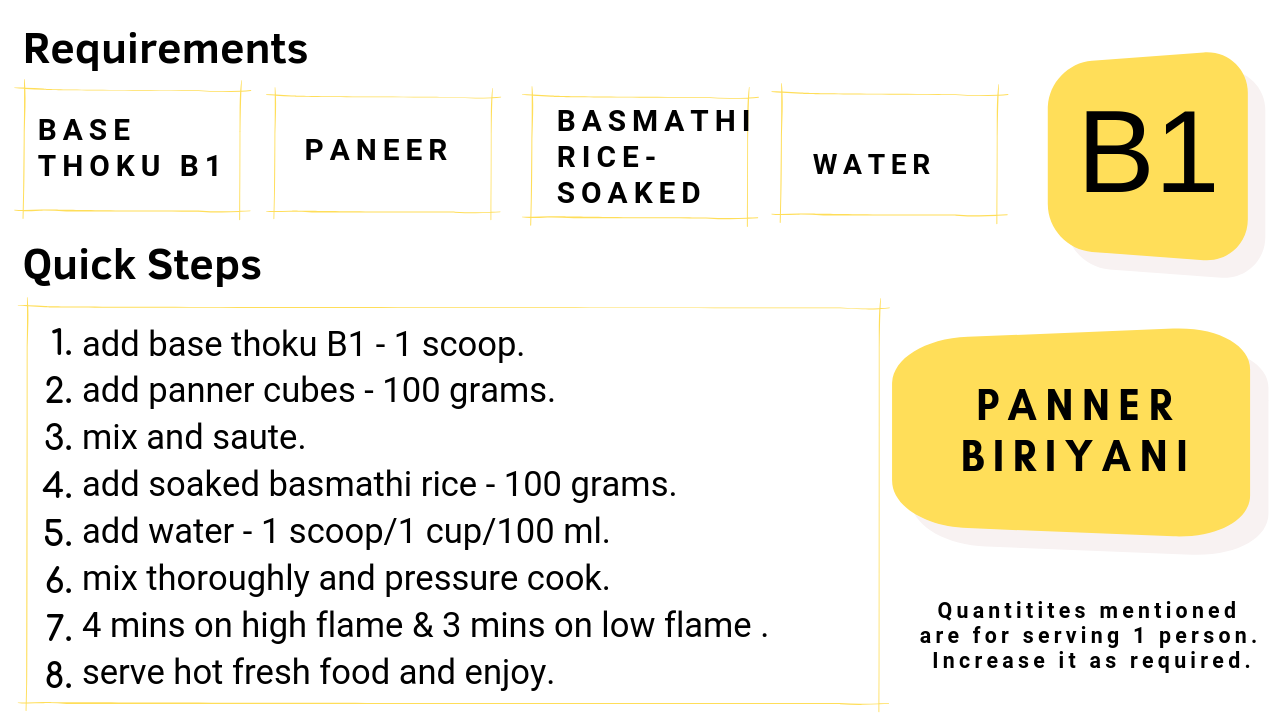 Requirements
BASE
THOKU B1
PANEER
BASMATHI
RICE-
SOAKED
WATER
B1
Quick Steps
1. add base thoku B1 - 1 scoop.
2. add panner cubes - 100 grams.
3. mix and saute.
4. add soaked basmathi rice - 100 grams.
5. add water - 1 scoop/1 cup/100 ml.
6. mix thoroughly and pressure cook.
7. 4 mins on high flame & 3 mins on low flame .
8. serve hot fresh food and enjoy.
PANNER
BIRIYANI
Quantitites mentioned
are for serving 1 person.
Increase it as required.